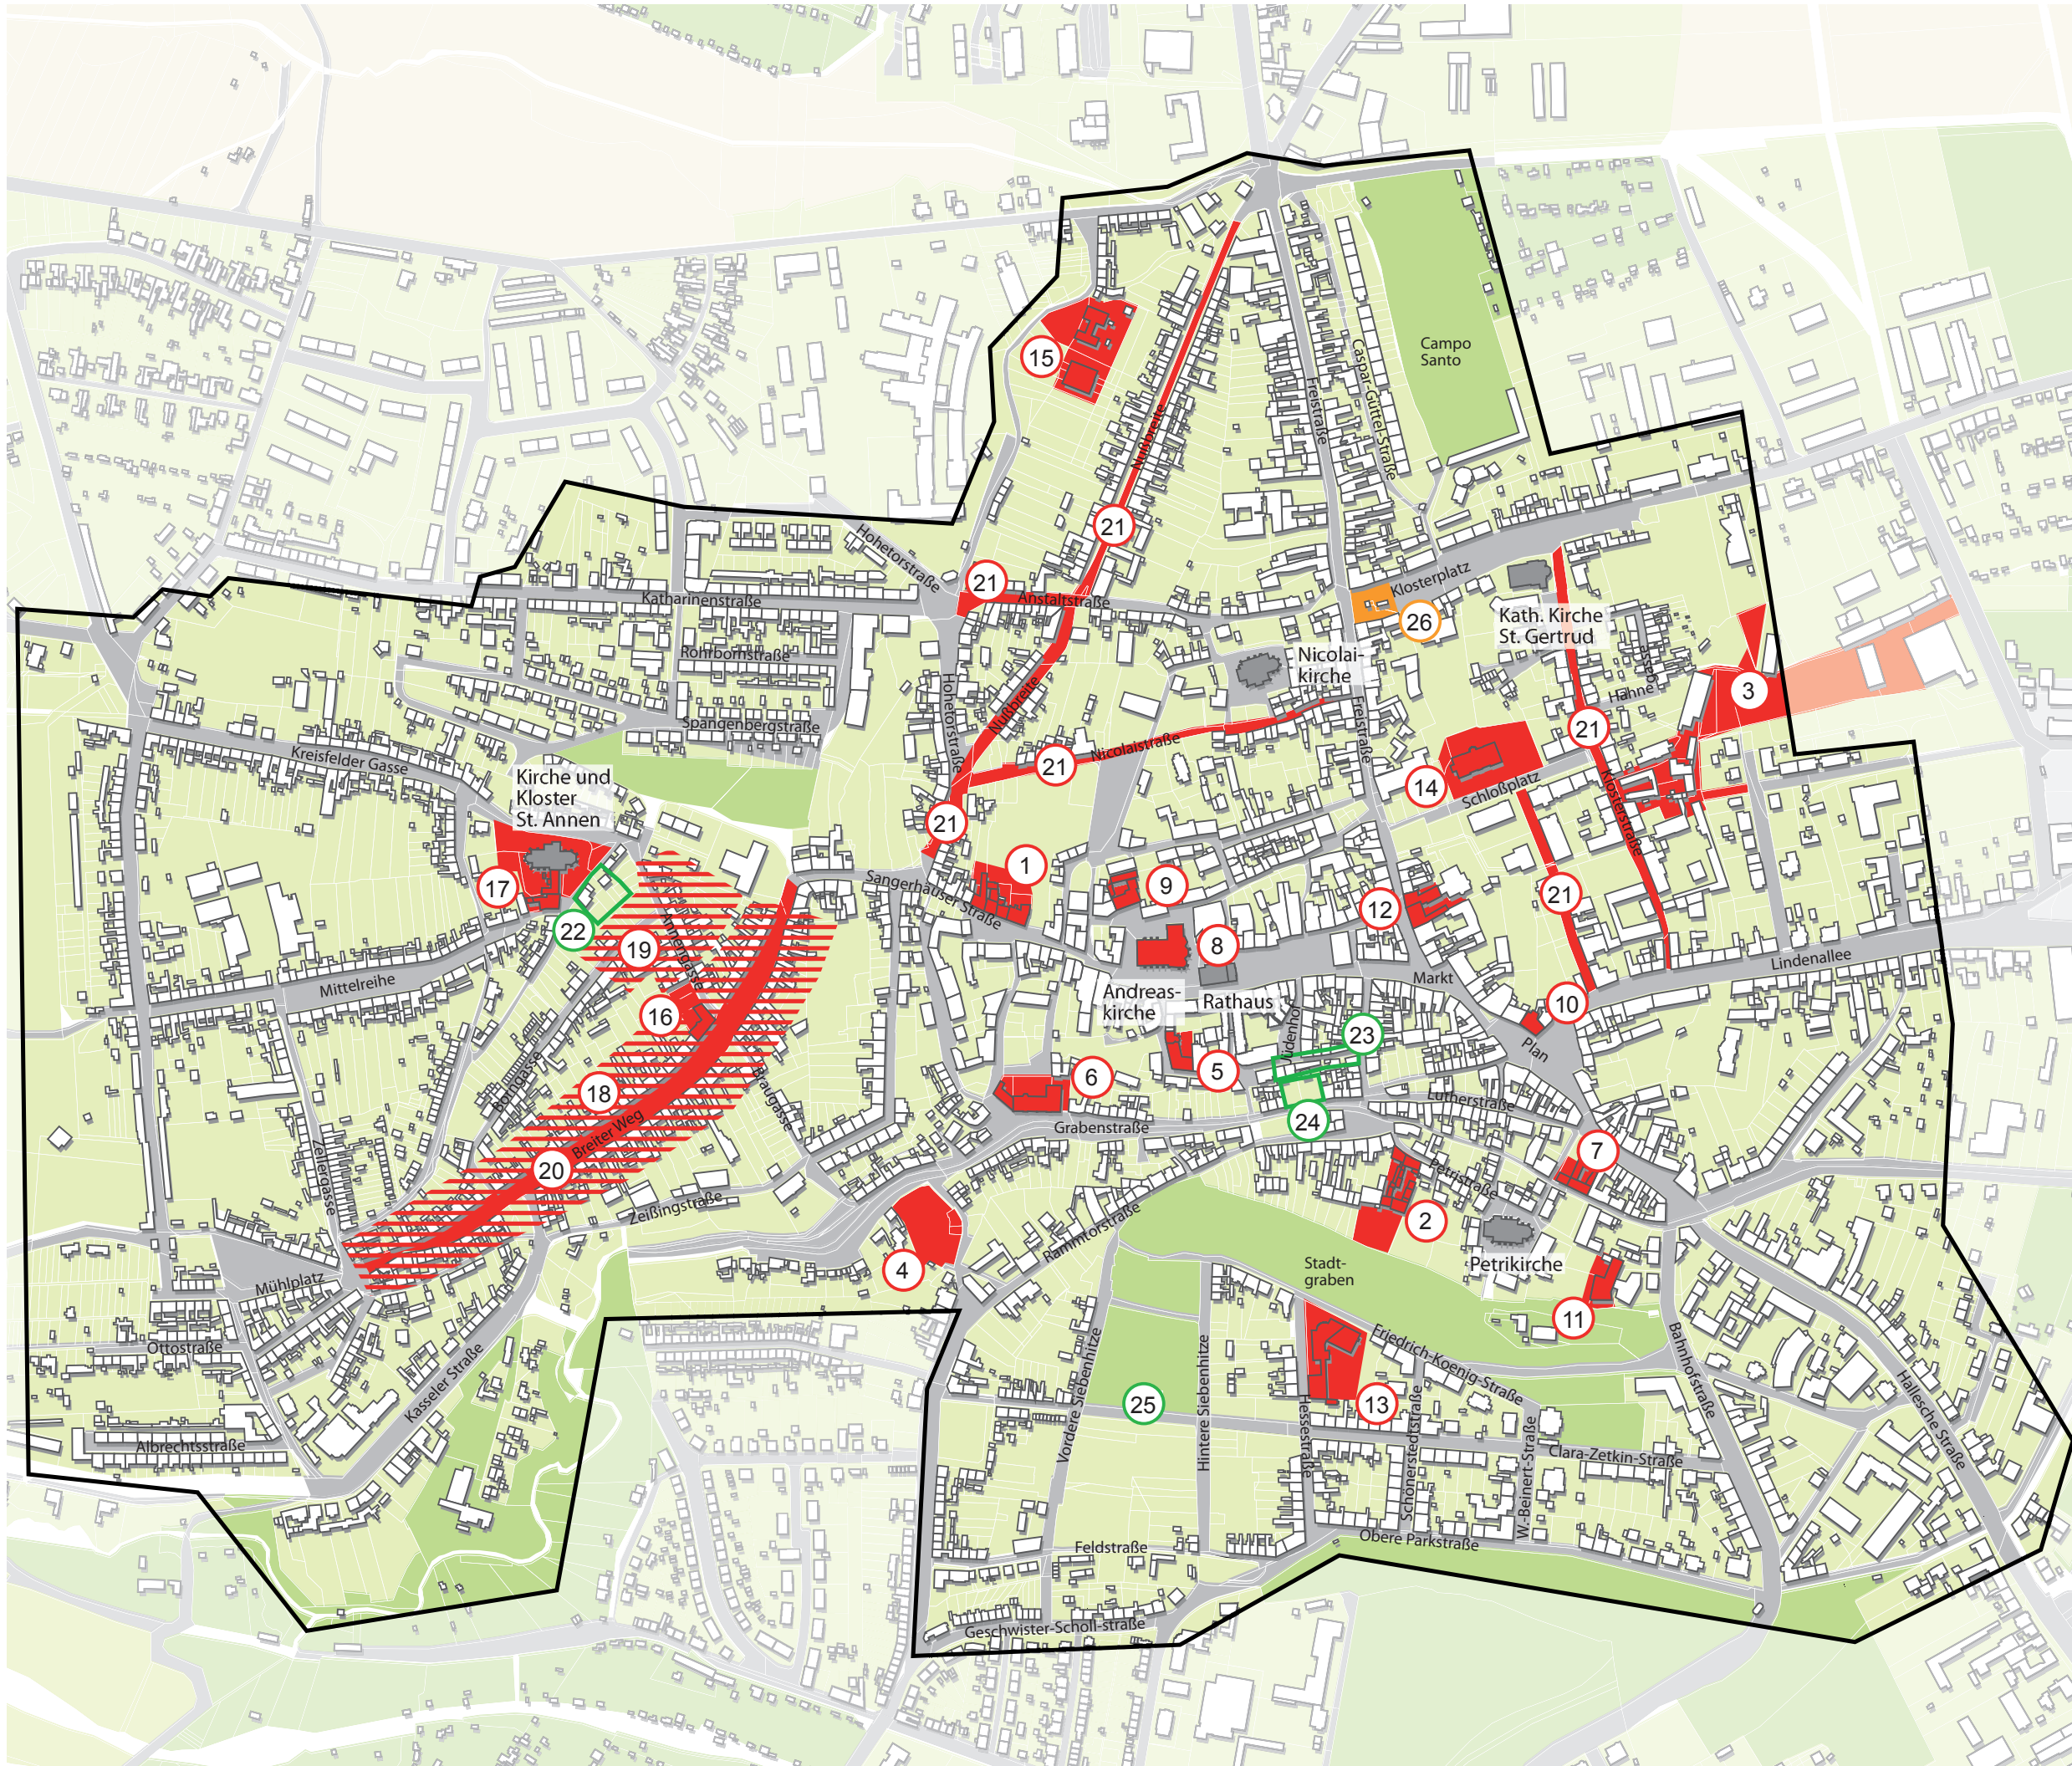 Campo
Santo
15
Nußbreite
Freistraße
Caspar-Güttel-Straße
21
Hohetorstraße
21
Katharinenstraße
Anstaltstraße
Klosterplatz
26
Kath. Kirche
St. Gertrud
Rohrbornstraße
Nicolai-
kirche
Hohetorstraße
Nußbreite
Hahne
gasse
3
Spangenbergstraße
Freistraße
21
Kreisfelder Gasse
Nicolaistraße
21
Kirche und
Kloster
St. Annen
14
Schloßplatz
Klosterstraße
21
1
17
Sangerhäuser Straße
9
12
21
22
19
Annengasse
8
Mittelreihe
Markt
Lindenallee
Andreas-
kirche
Rathaus
10
16
Jüdenhof
23
Plan
5
6
18
Bottgasse
Braugasse
Lutherstraße
24
Grabenstraße
Breiter Weg
20
7
Zellergasse
Petristraße
Zeißingstraße
2
Rammtorstraße
4
Stadt-
graben
Petrikirche
Mühlplatz
11
Ottostraße
Friedrich-Koenig-Straße
Bahnhofstraße
Kasseler Straße
Vordere Siebenhitze
Hintere Siebenhitze
25
13
Hessestraße
Schönerstedtstraße
W.-Beinert-Straße
Hallesche Straße
Albrechtsstraße
Clara-Zetkin-Straße
Feldstraße
Obere Parkstraße
Geschwister-Scholl-straße